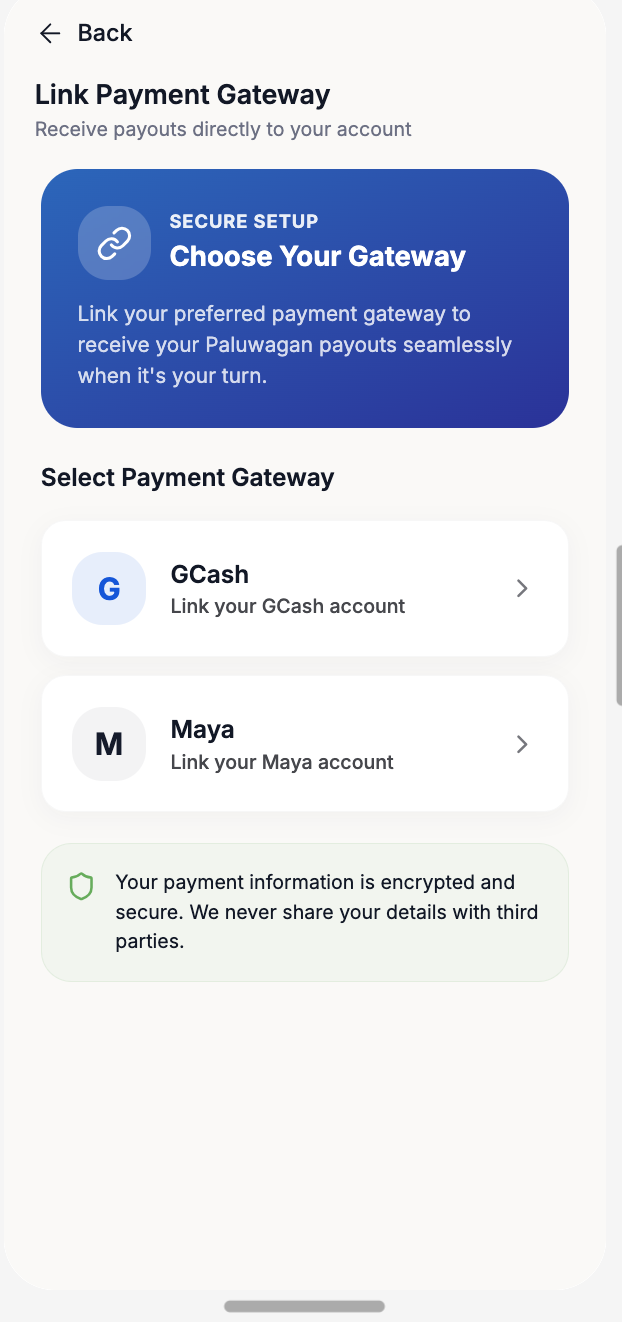 Back
Link Payment Gateway
Receive payouts directly to your account
SECURE SETUP
Choose Your Gateway
Link your preferred payment gateway to
receive your Paluwagan payouts seamlessly
when it's your turn.
Select Payment Gateway
G
GCash
Link your GCash account
M
Maya
Link your Maya account
Your payment information is encrypted and
secure. We never share your details with third
parties.